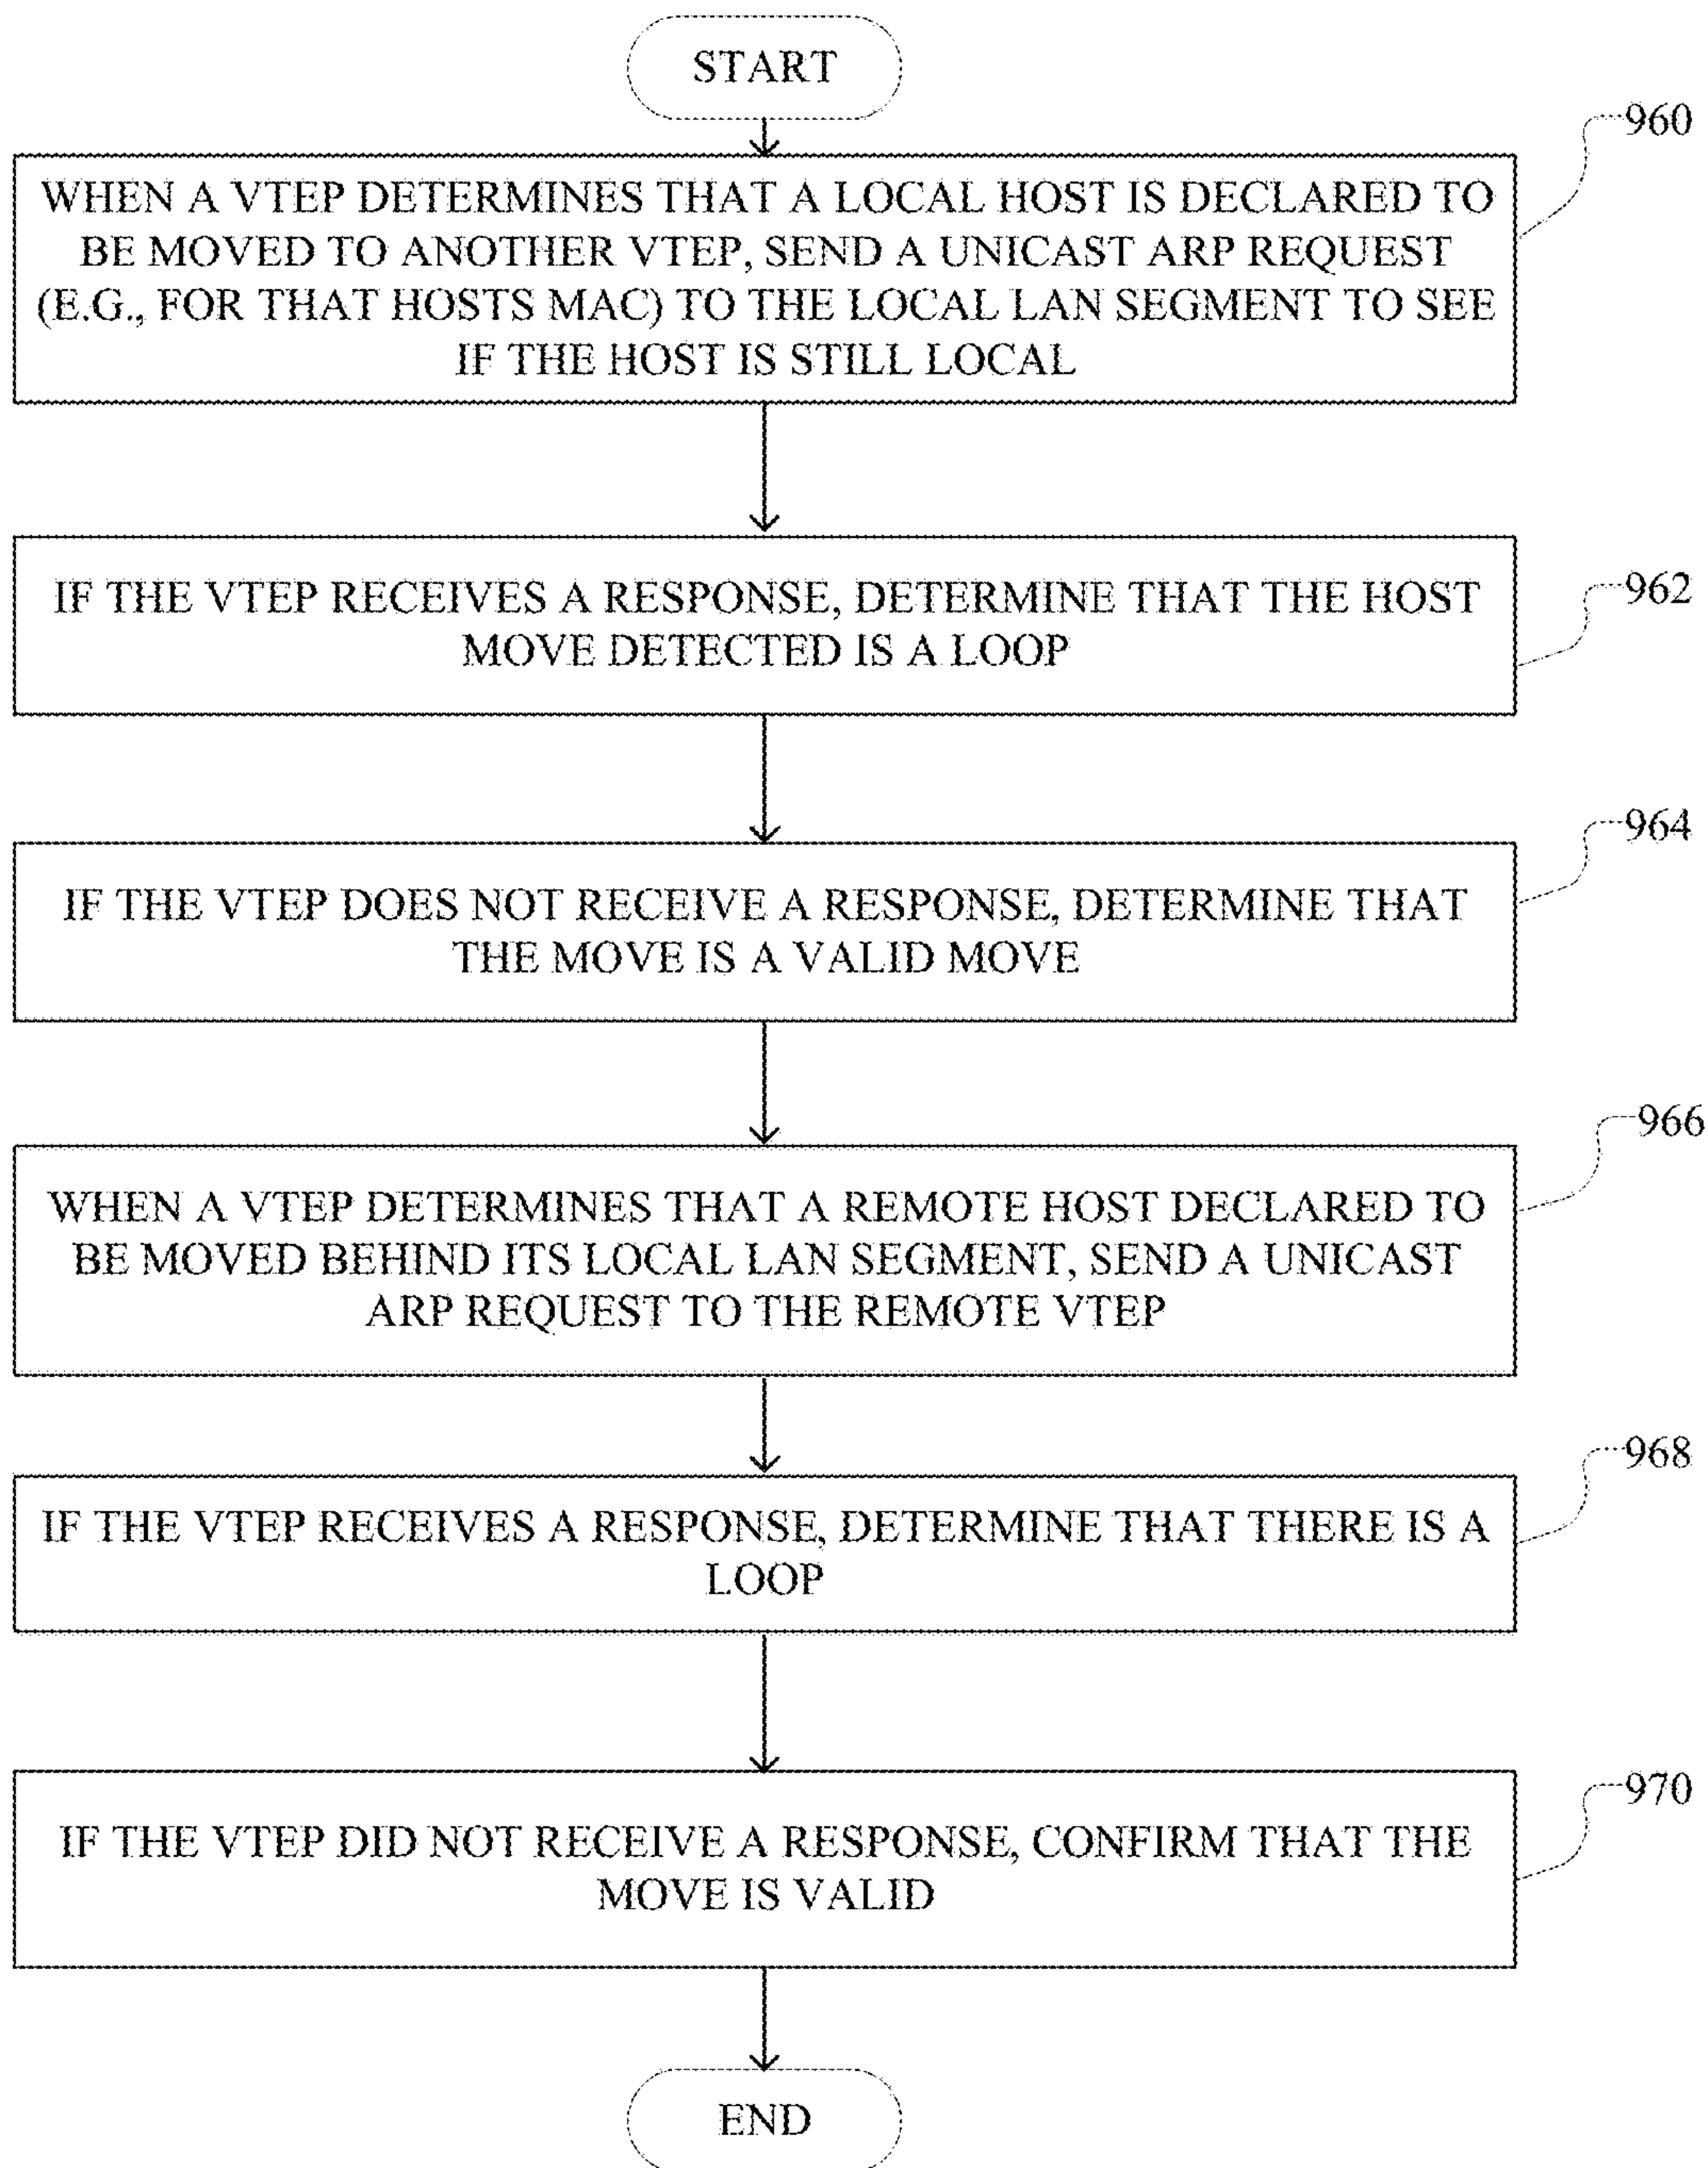 START
960
WHEN A VTEP DETERMINES THAT A LOCAL HOST IS DECLARED TO
BE MOVED TO ANOTHER VTEP, SEND A UNICAST ARP REQUEST
(E.G., FOR THAT HOSTS MAC) TO THE LOCAL LAN SEGMENT TO SEE
IF THE HOST IS STILL LOCAL
962
IF THE VTEP RECEIVES A RESPONSE, DETERMINE THAT THE HOST
MOVE DETECTED IS A LOOP
964
IF THE VTEP DOES NOT RECEIVE A RESPONSE, DETERMINE THAT
THE MOVE IS A VALID MOVE
966
WHEN A VTEP DETERMINES THAT A REMOTE HOST DECLARED TO
BE MOVED BEHIND ITS LOCAL LAN SEGMENT, SEND A UNICAST
ARP REQUEST TO THE REMOTE VTEP
968
IF THE VTEP RECEIVES A RESPONSE, DETERMINE THAT THERE IS A
LOOP
970
IF THE VTEP DID NOT RECEIVE A RESPONSE, CONFIRM THAT THE
MOVE IS VALID
END